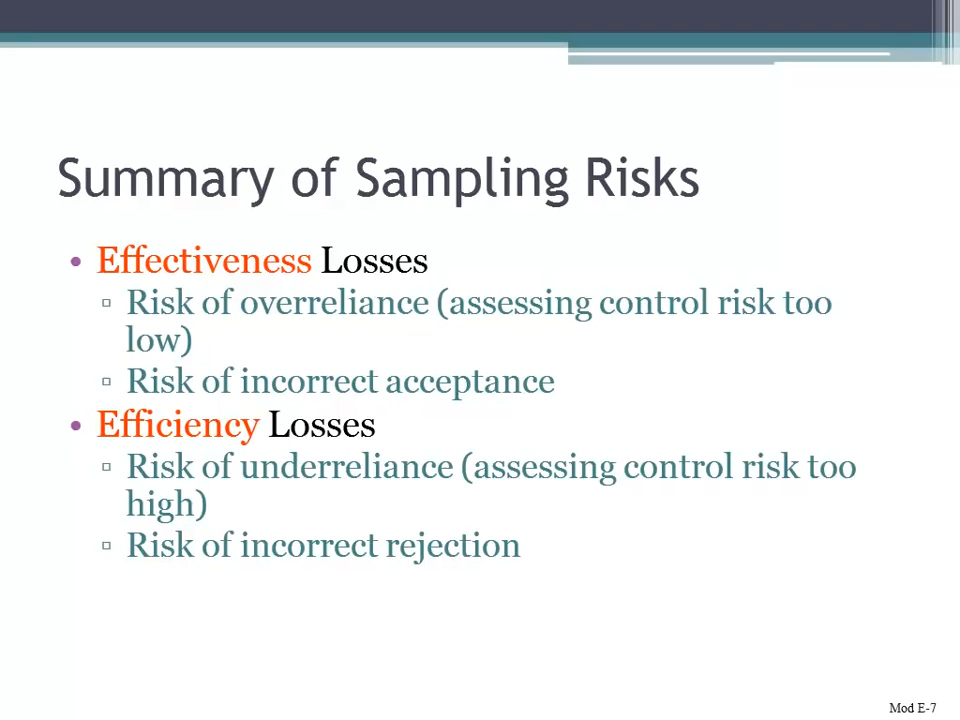 Summary of Sampling Risks
• Effectiveness Losses
▫ Risk of overreliance (assessing control risk too
low)
▫ Risk of incorrect acceptance
• Efficiency Losses
▫ Risk of underreliance (assessing control risk too
high)
▫ Risk of incorrect rejection
Mod E-7